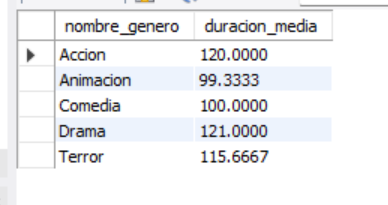 nombre_genero duracion_media
Accion 120.0000
Animacion 99.3333
Comedia 100.0000
Drama 121.0000
Terror 115.6667